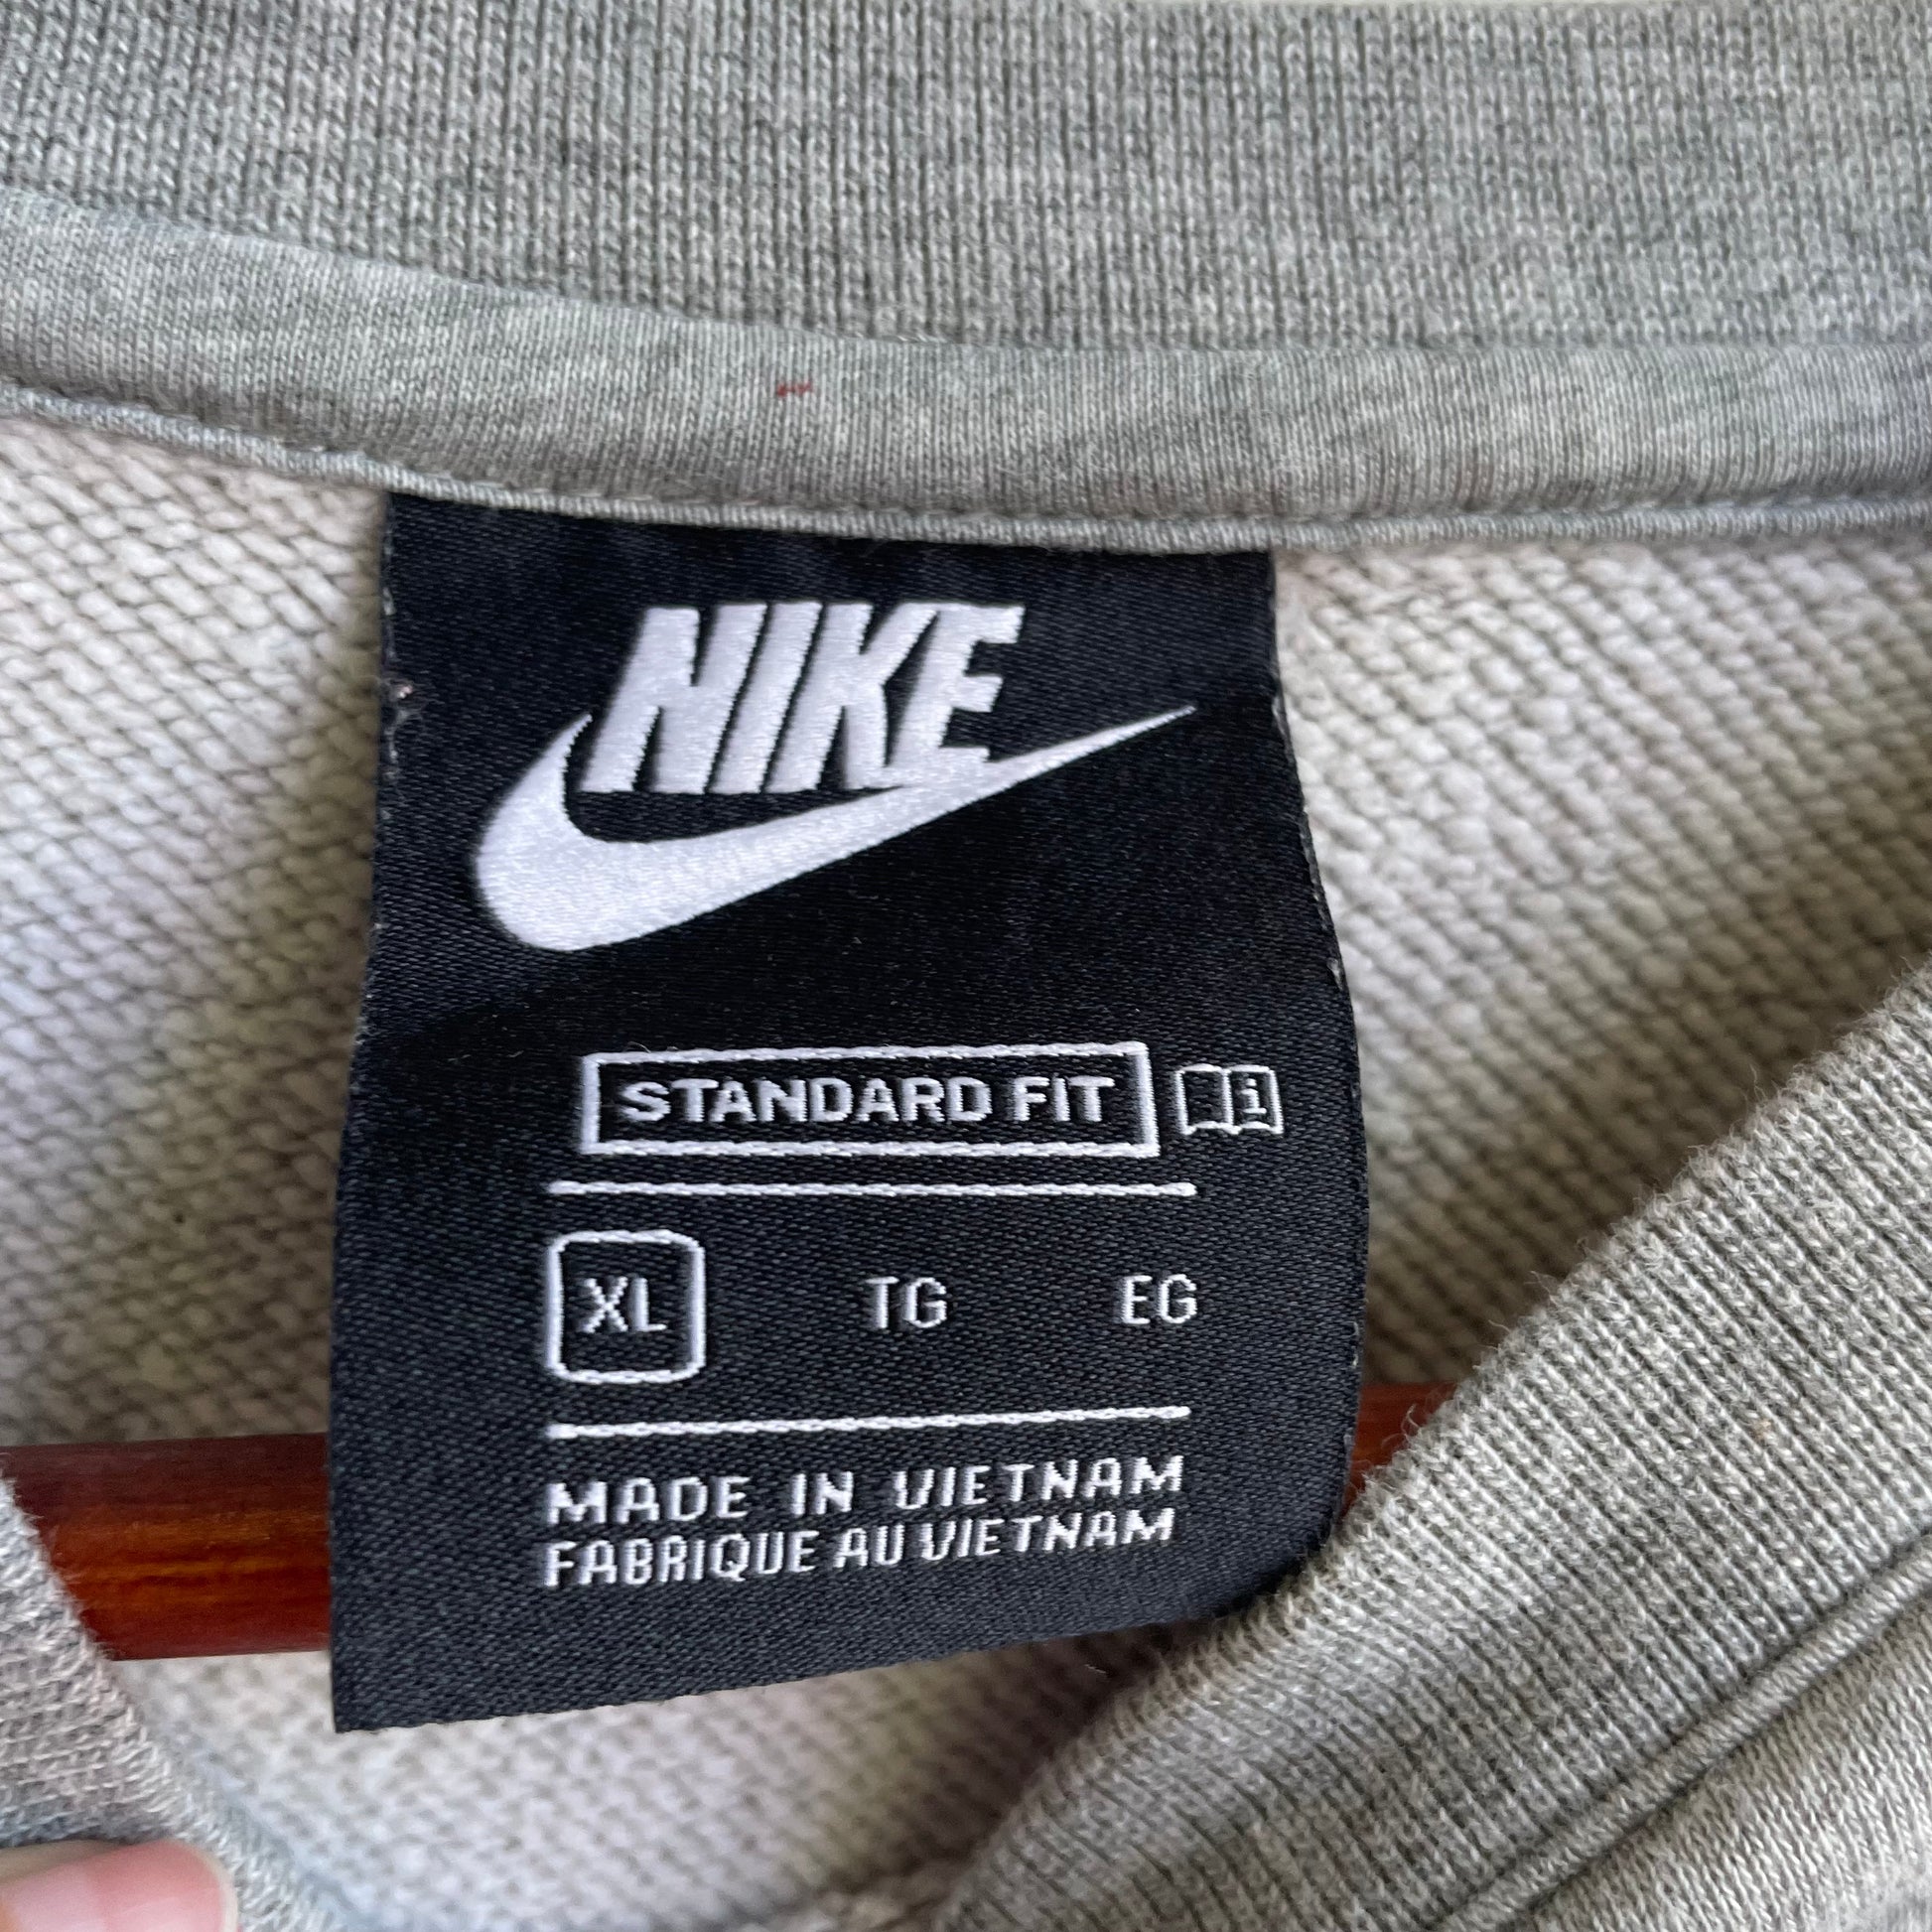 NIKE
STANDARD FIT i
XL TG EG
MADE IN VIETNAM
FABRIQUE AU VIETNAM